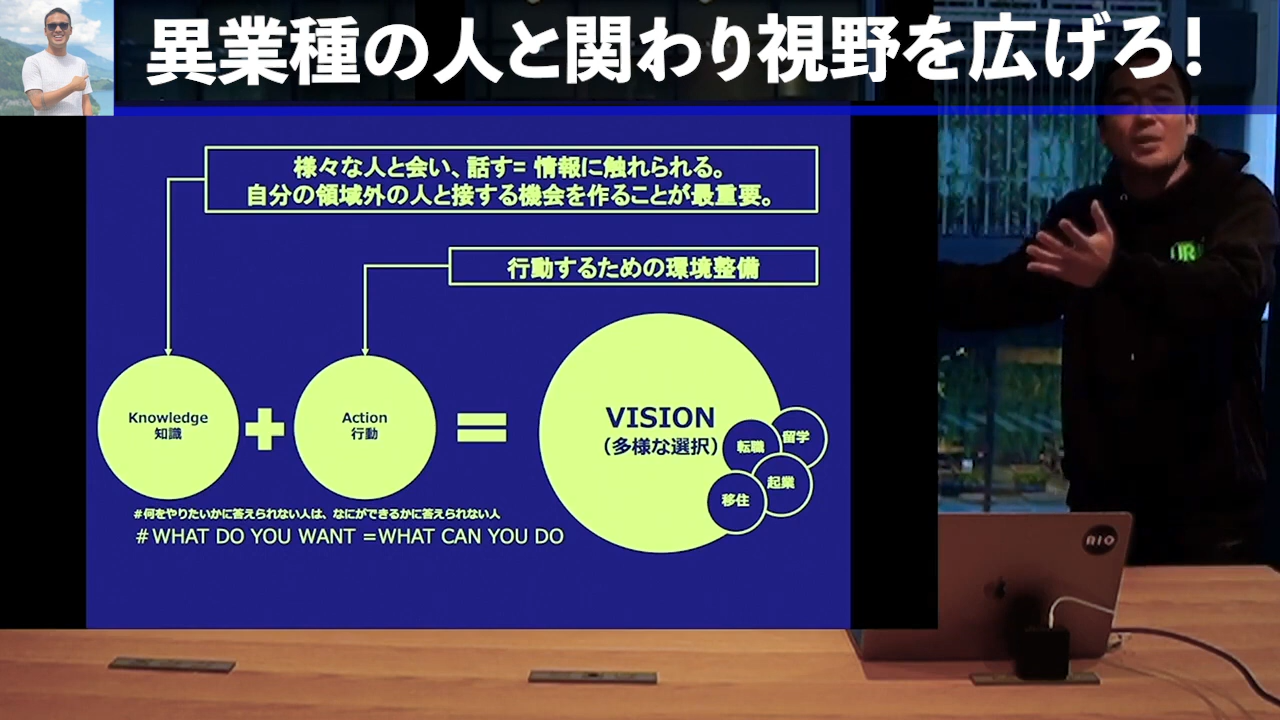 異業種の人と関わり視野を広げろ!
様々な人と会い、話す= 情報に触れられる。
自分の領域外の人と接する機会を作ることが最重要。
行動するための環境整備
Knowledge
知識
Action
行動
VISION
（多様な選択）
転職
留学
起業
移住
#何をやりたいかに答えられない人は、なにができるかに答えられない人
#WHAT DO YOU WANT =WHAT CAN YOU DO
AIO